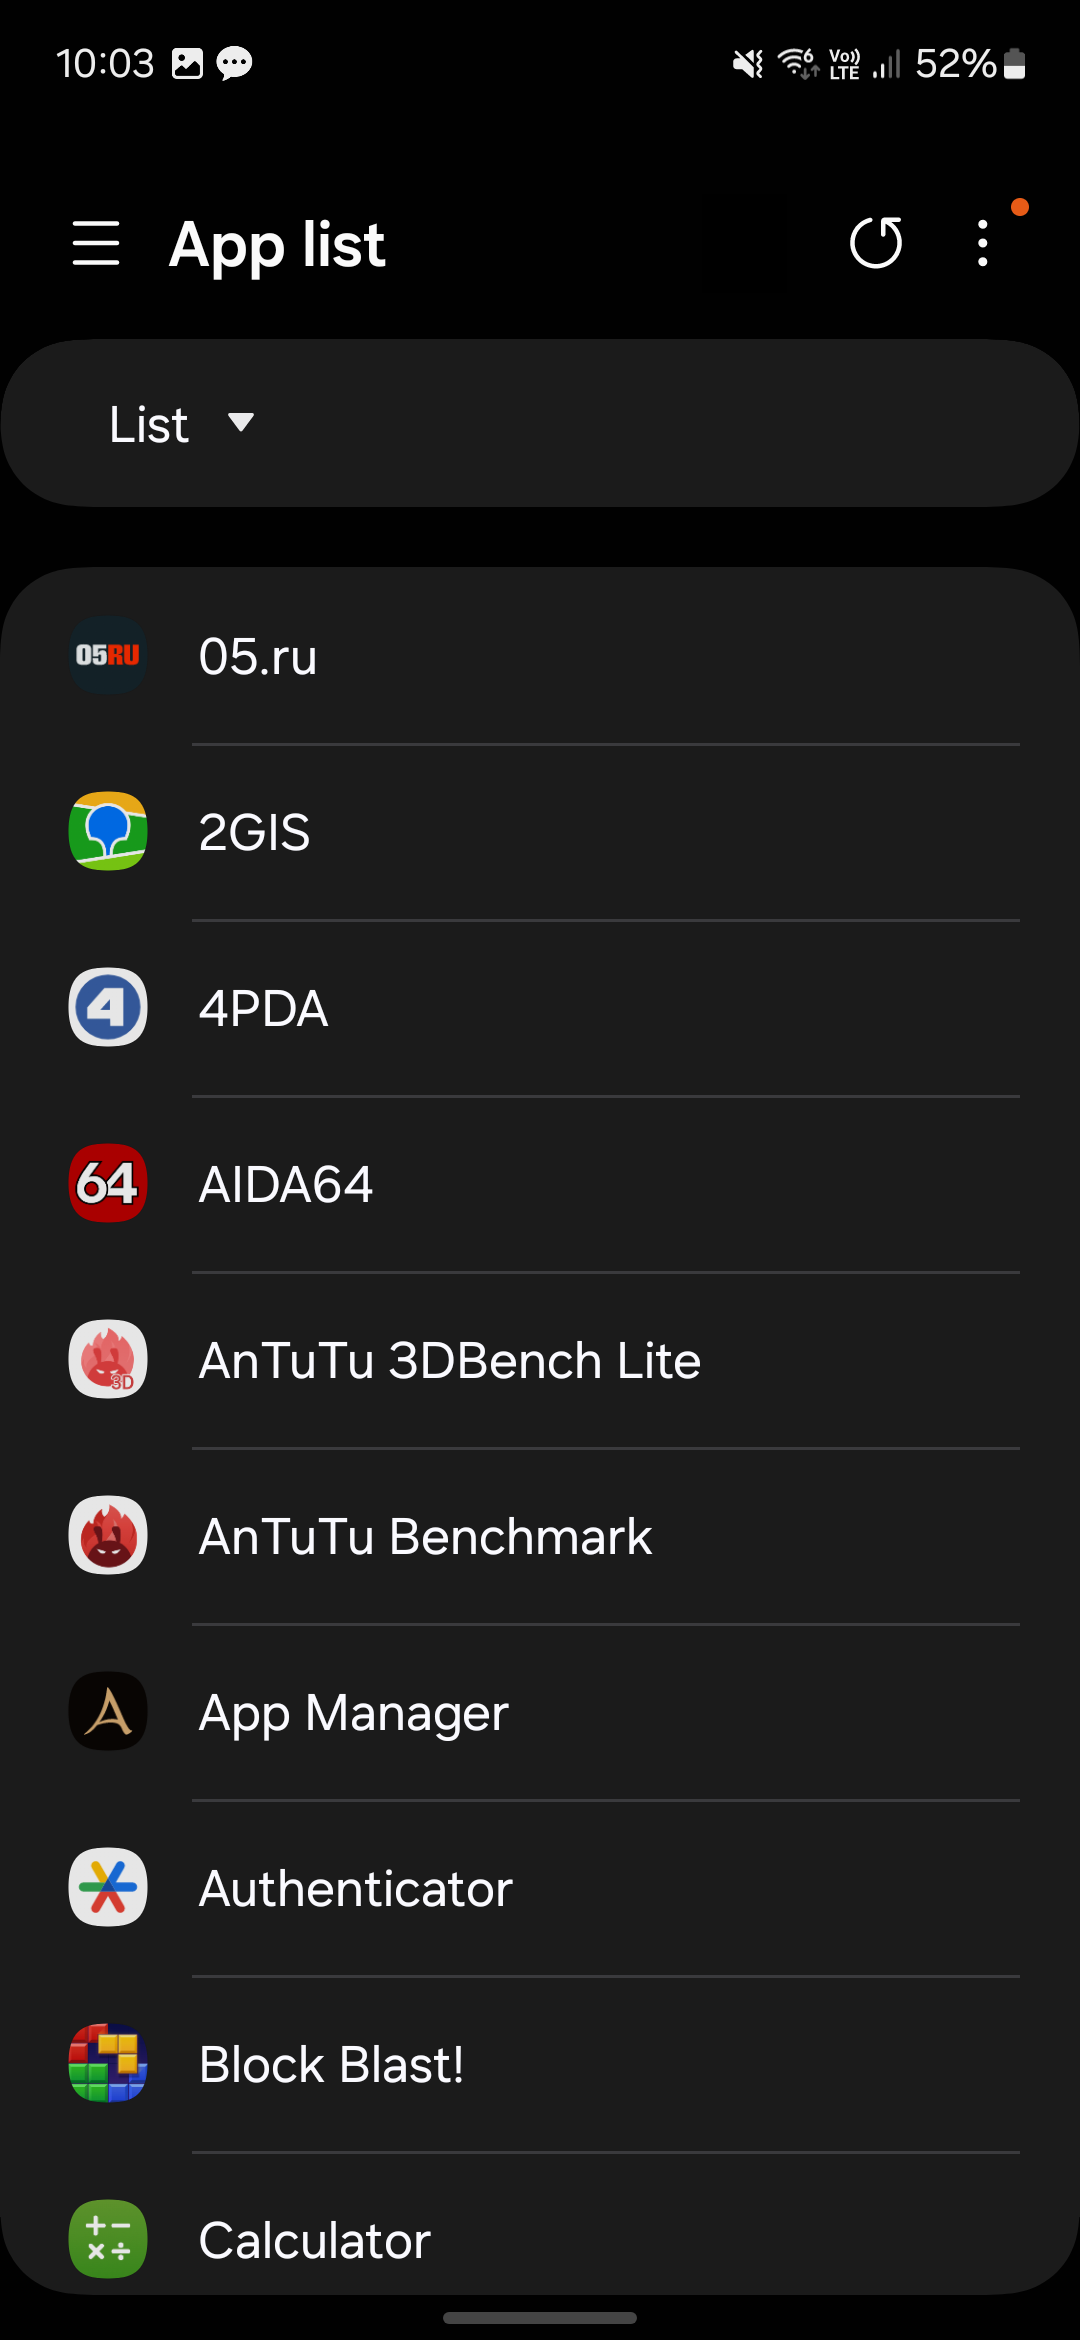 10:03
Vo)) LTE 52%
App list
List
05RU 05.ru
2GIS
4 4PDA
64 AIDA64
3D AnTuTu 3DBench Lite
AnTuTu Benchmark
App Manager
Authenticator
Block Blast!
Calculator